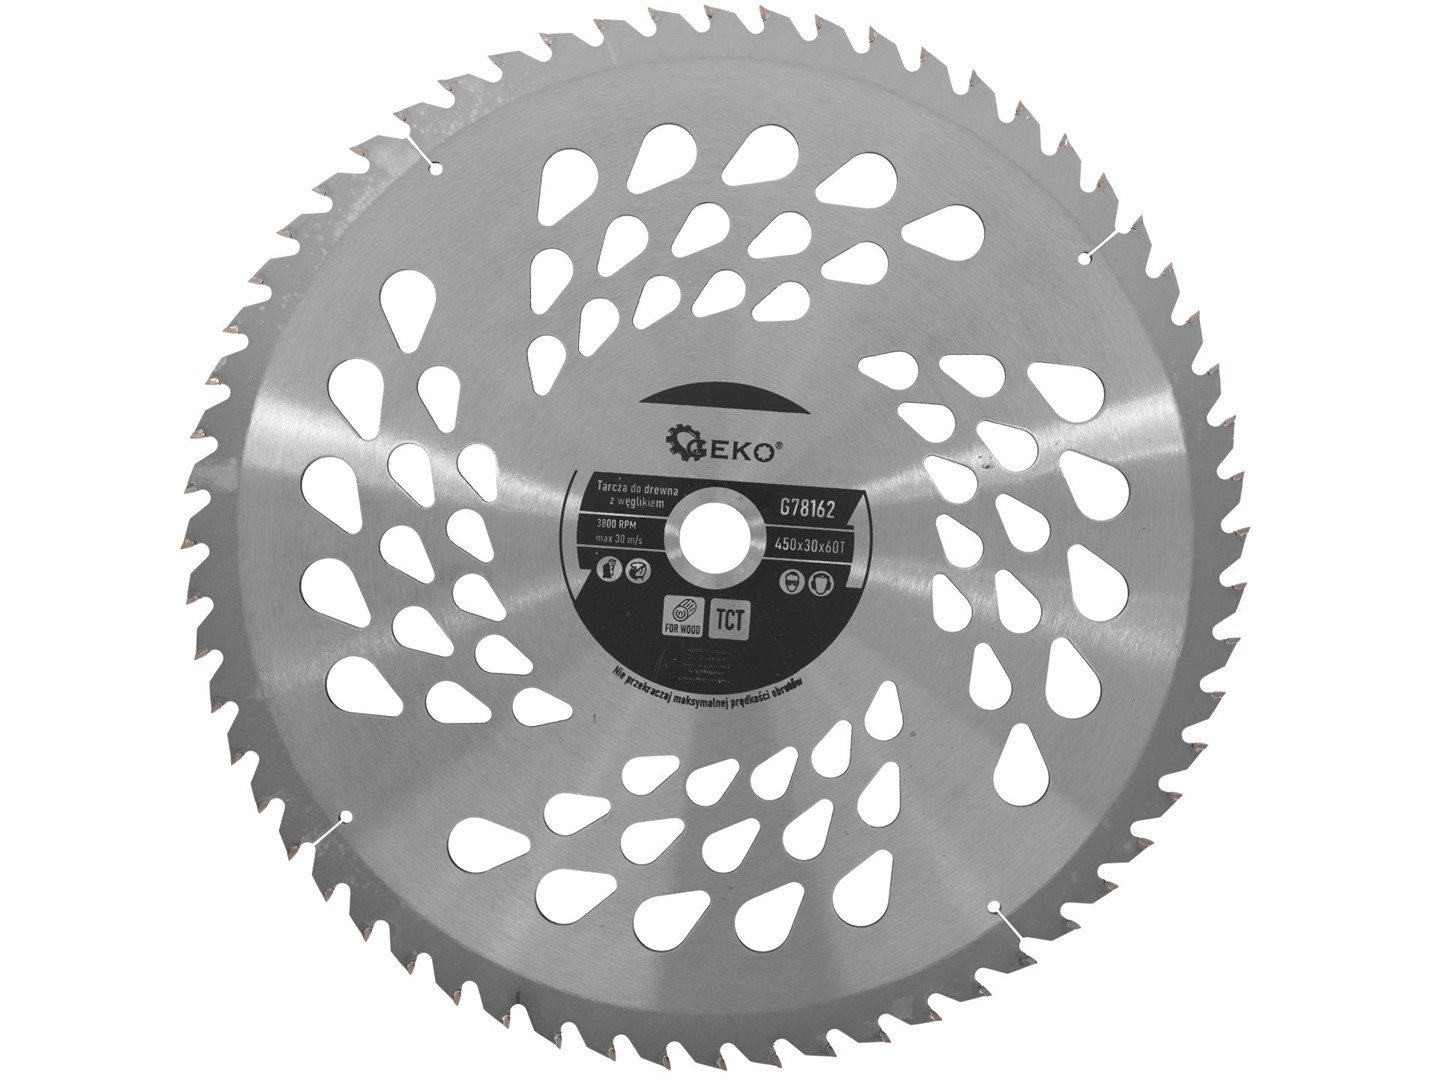 GEKO®
Tarcza do drewna
z węglikiem
3800 RPM
max 30 m/s
G78162
450x30x60T
FOR WOOD
TCT
Nie przekraczaj maksymalnej prędkości obrotów